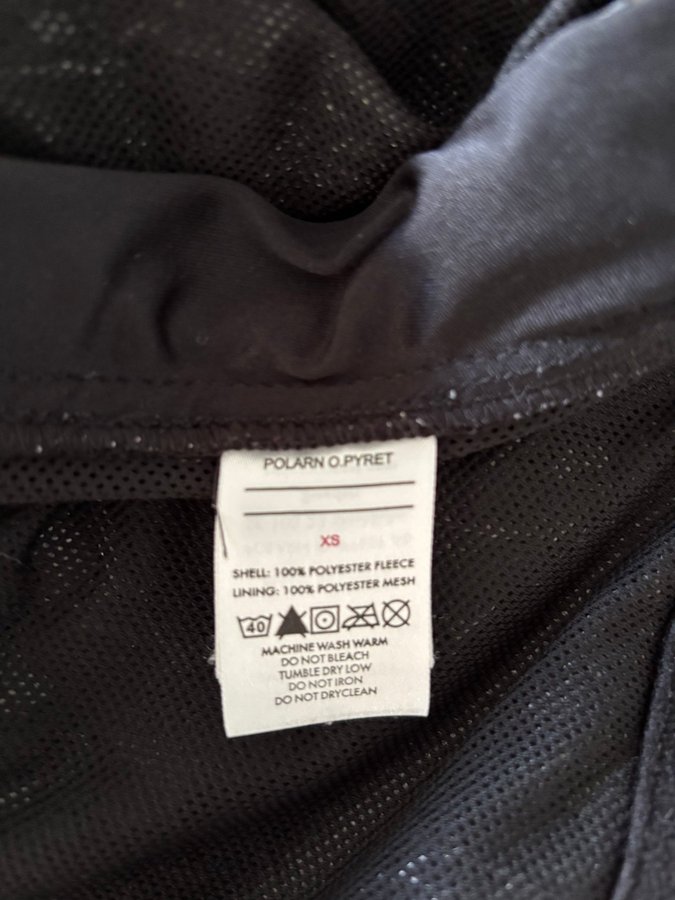 POLARN O.PYRET
XS
SHELL: 100% POLYESTER FLEECE
LINING: 100% POLYESTER MESH
40
MACHINE WASH WARM
DO NOT BLEACH
TUMBLE DRY LOW
DO NOT IRON
DO NOT DRYCLEAN